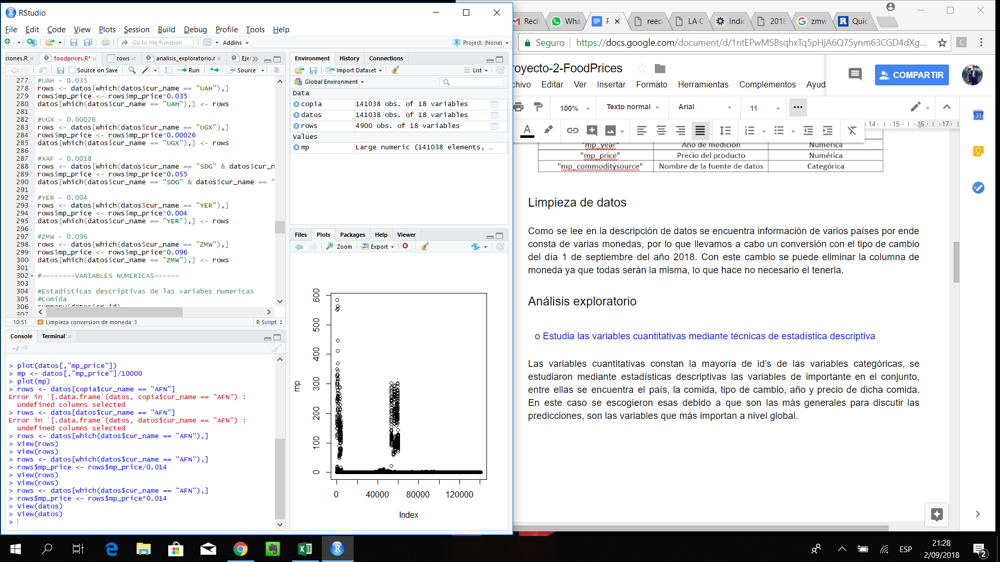 RStudio
File Edit Code View Plots Session Build Debug Profile Tools Help
Go to file/function Addins Project: (None)
ciones.R foodprices.R* rows analisis_exploratorio.r Eje
Source on Save Run Source
277 #UAH - 0.035
278 rows <- datos[which(datos$cur_name == "UAH"),]
279 rows$mp_price <- rows$mp_price*0.035
280 datos[which(datos$cur_name == "UAH"),] <- rows
281
282 #UGX - 0.00026
283 rows <- datos[which(datos$cur_name == "UGX"),]
284 rows$mp_price <- rows$mp_price*0.00026
285 datos[which(datos$cur_name == "UGX"),] <- rows
286
287 #XAF - 0.0018
288 rows <- datos[which(datos$cur_name == "SDG" & datos$cur_n
289 rows$mp_price <- rows$mp_price*0.055
290 datos[which(datos$cur_name == "SDG" & datos$cur_name == "
291
292 #YER - 0.004
293 rows <- datos[which(datos$cur_name == "YER"),]
294 rows$mp_price <- rows$mp_price*0.004
295 datos[which(datos$cur_name == "YER"),] <- rows
296
297 #ZMW - 0.096
298 rows <- datos[which(datos$cur_name == "ZMW"),]
299 rows$mp_price <- rows$mp_price*0.096
300 datos[which(datos$cur_name == "ZMW"),] <- rows
301
302 #--------VARIABLES NUMERICAS------
303
304 #Estadisticas descriptivas de las variabes numericas
305 #Comida
306 summary(datos$cm_id)
307
10:51 Limpieza conversion de moneda R Script
Console Terminal
~/
> plot(datos[,"mp_price"])
> mp <- datos[,"mp_price"]/10000
> plot(mp)
> rows <- datos[copia$cur_name == "AFN"]
Error in `[.data.frame`(datos, copia$cur_name == "AFN") :
undefined columns selected
> rows <- datos[datos$cur_name == "AFN"]
Error in `[.data.frame`(datos, datos$cur_name == "AFN") :
undefined columns selected
> rows <- datos[which(datos$cur_name == "AFN"),]
> View(rows)
> View(rows)
> rows <- datos[which(datos$cur_name == "AFN"),]
> rows$mp_price <- rows$mp_price/0.014
> View(rows)
> View(rows)
> rows <- datos[which(datos$cur_name == "AFN"),]
> rows$mp_price <- rows$mp_price*0.014
> View(datos)
> View(datos)
>
Environment History Connections
Import Dataset List
Global Environment
Data
copia 141038 obs. of 18 variables
datos 141038 obs. of 18 variables
rows 4900 obs. of 18 variables
Values
mp Large numeric (141038 elements, …
Files Plots Packages Help Viewer
Zoom Export
600
500
400
300
200
100
0
mp
0 40000 80000 120000
Index
Recil Wha F reec LA C Indic 2018 zmw Quic
Seguro https://docs.google.com/document/d/1ntEPwMSBsqhxTq5pHjA6Q75ynm63CGD4dXg...
C
royecto-2-FoodPrices
COMPARTIR
chivo Editar Ver Insertar Formato Herramientas Complementos Ayud
100% Texto normal Arial 11
A
14 15 16 17
31
"mp_year" Año de medición Numérica
"mp_price" Precio del producto Numérica
"mp_commoditysource" Nombre de la fuente de datos Categórica
Limpieza de datos
Como se lee en la descripción de datos se encuentra información de varios países por ende
consta de varias monedas, por lo que llevamos a cabo un conversión con el tipo de cambio
del día 1 de septiembre del año 2018. Con este cambio se puede eliminar la columna de
moneda ya que todas serán la misma, lo que hace no necesario el tenerla.
Análisis exploratorio
o Estudia las variables cuantitativas mediante técnicas de estadística descriptiva
Las variables cuantitativas constan la mayoría de id's de las variables categóricas, se
estudiaron mediante estadísticas descriptivas las variables de importante en el conjunto,
entre ellas se encuentra el país, la comida, tipo de cambio, año y precio de dicha comida.
En este caso se escogieron esas debido a que son las más generales para discutir las
predicciones, son las variables que más importan a nivel global.
ESP
21:28
2/09/2018
2